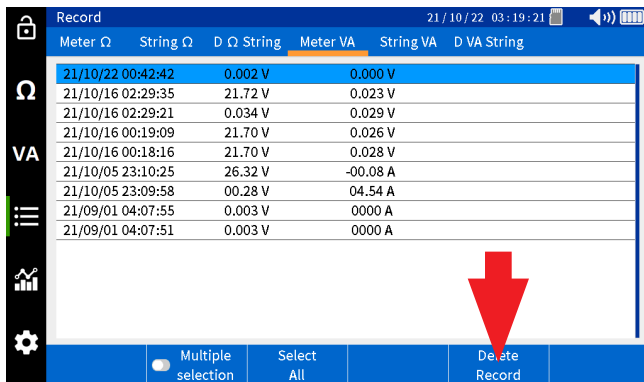 Record 21/10/22 03:19:21
Meter Ω String Ω D Ω String Meter VA String VA D VA String
21/10/22 00:42:42 0.002 V 0.000 V
Ω
21/10/16 02:29:35 21.72 V 0.023 V
21/10/16 02:29:21 0.034 V 0.029 V
21/10/16 00:19:09 21.70 V 0.026 V
VA
21/10/16 00:18:16 21.70 V 0.028 V
21/10/05 23:10:25 26.32 V -00.08 A
21/10/05 23:09:58 00.28 V 04.54 A
21/09/01 04:07:55 0.003 V 0000 A
21/09/01 04:07:51 0.003 V 0000 A
Multiple selection
Select All
Delete Record